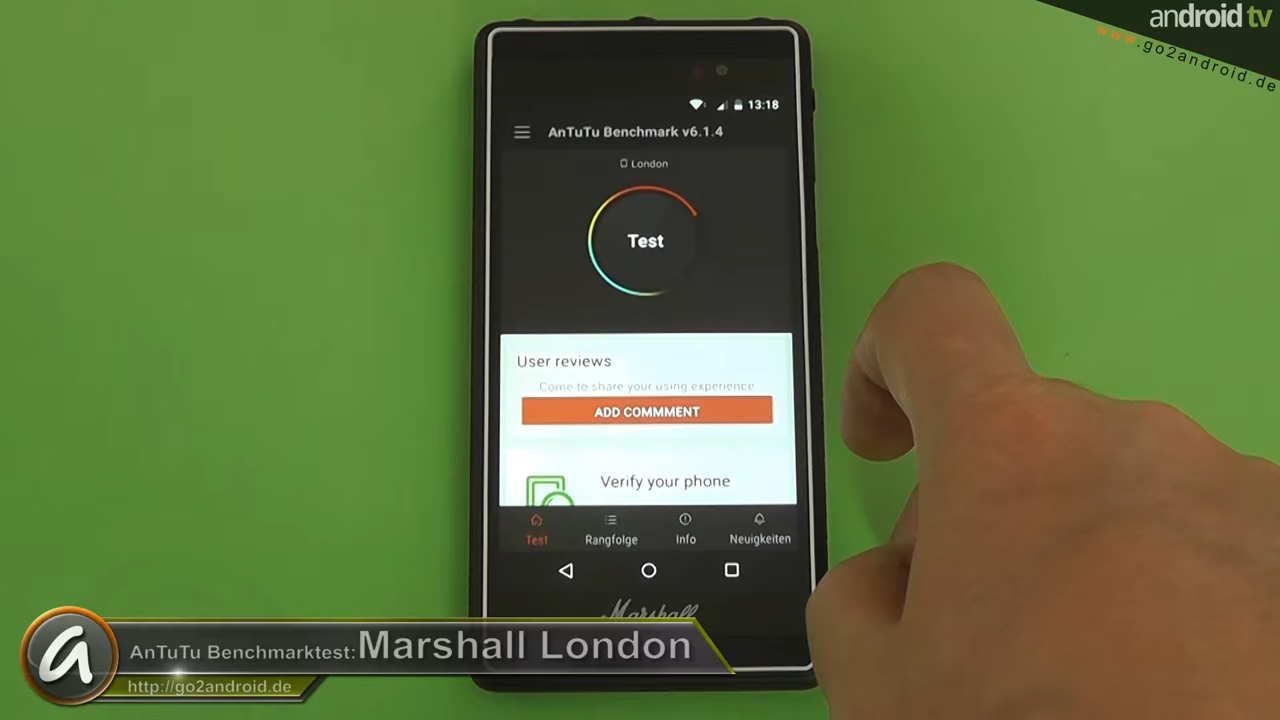 android tv
www.go2android.de
13:18
AnTuTu Benchmark v6.1.4
London
Test
User reviews
Come to share your using experience
ADD COMMMENT
Verify your phone
Test Rangfolge Info Neuigkeiten
Marshall
a
AnTuTu Benchmarktest: Marshall London
http://go2android.de